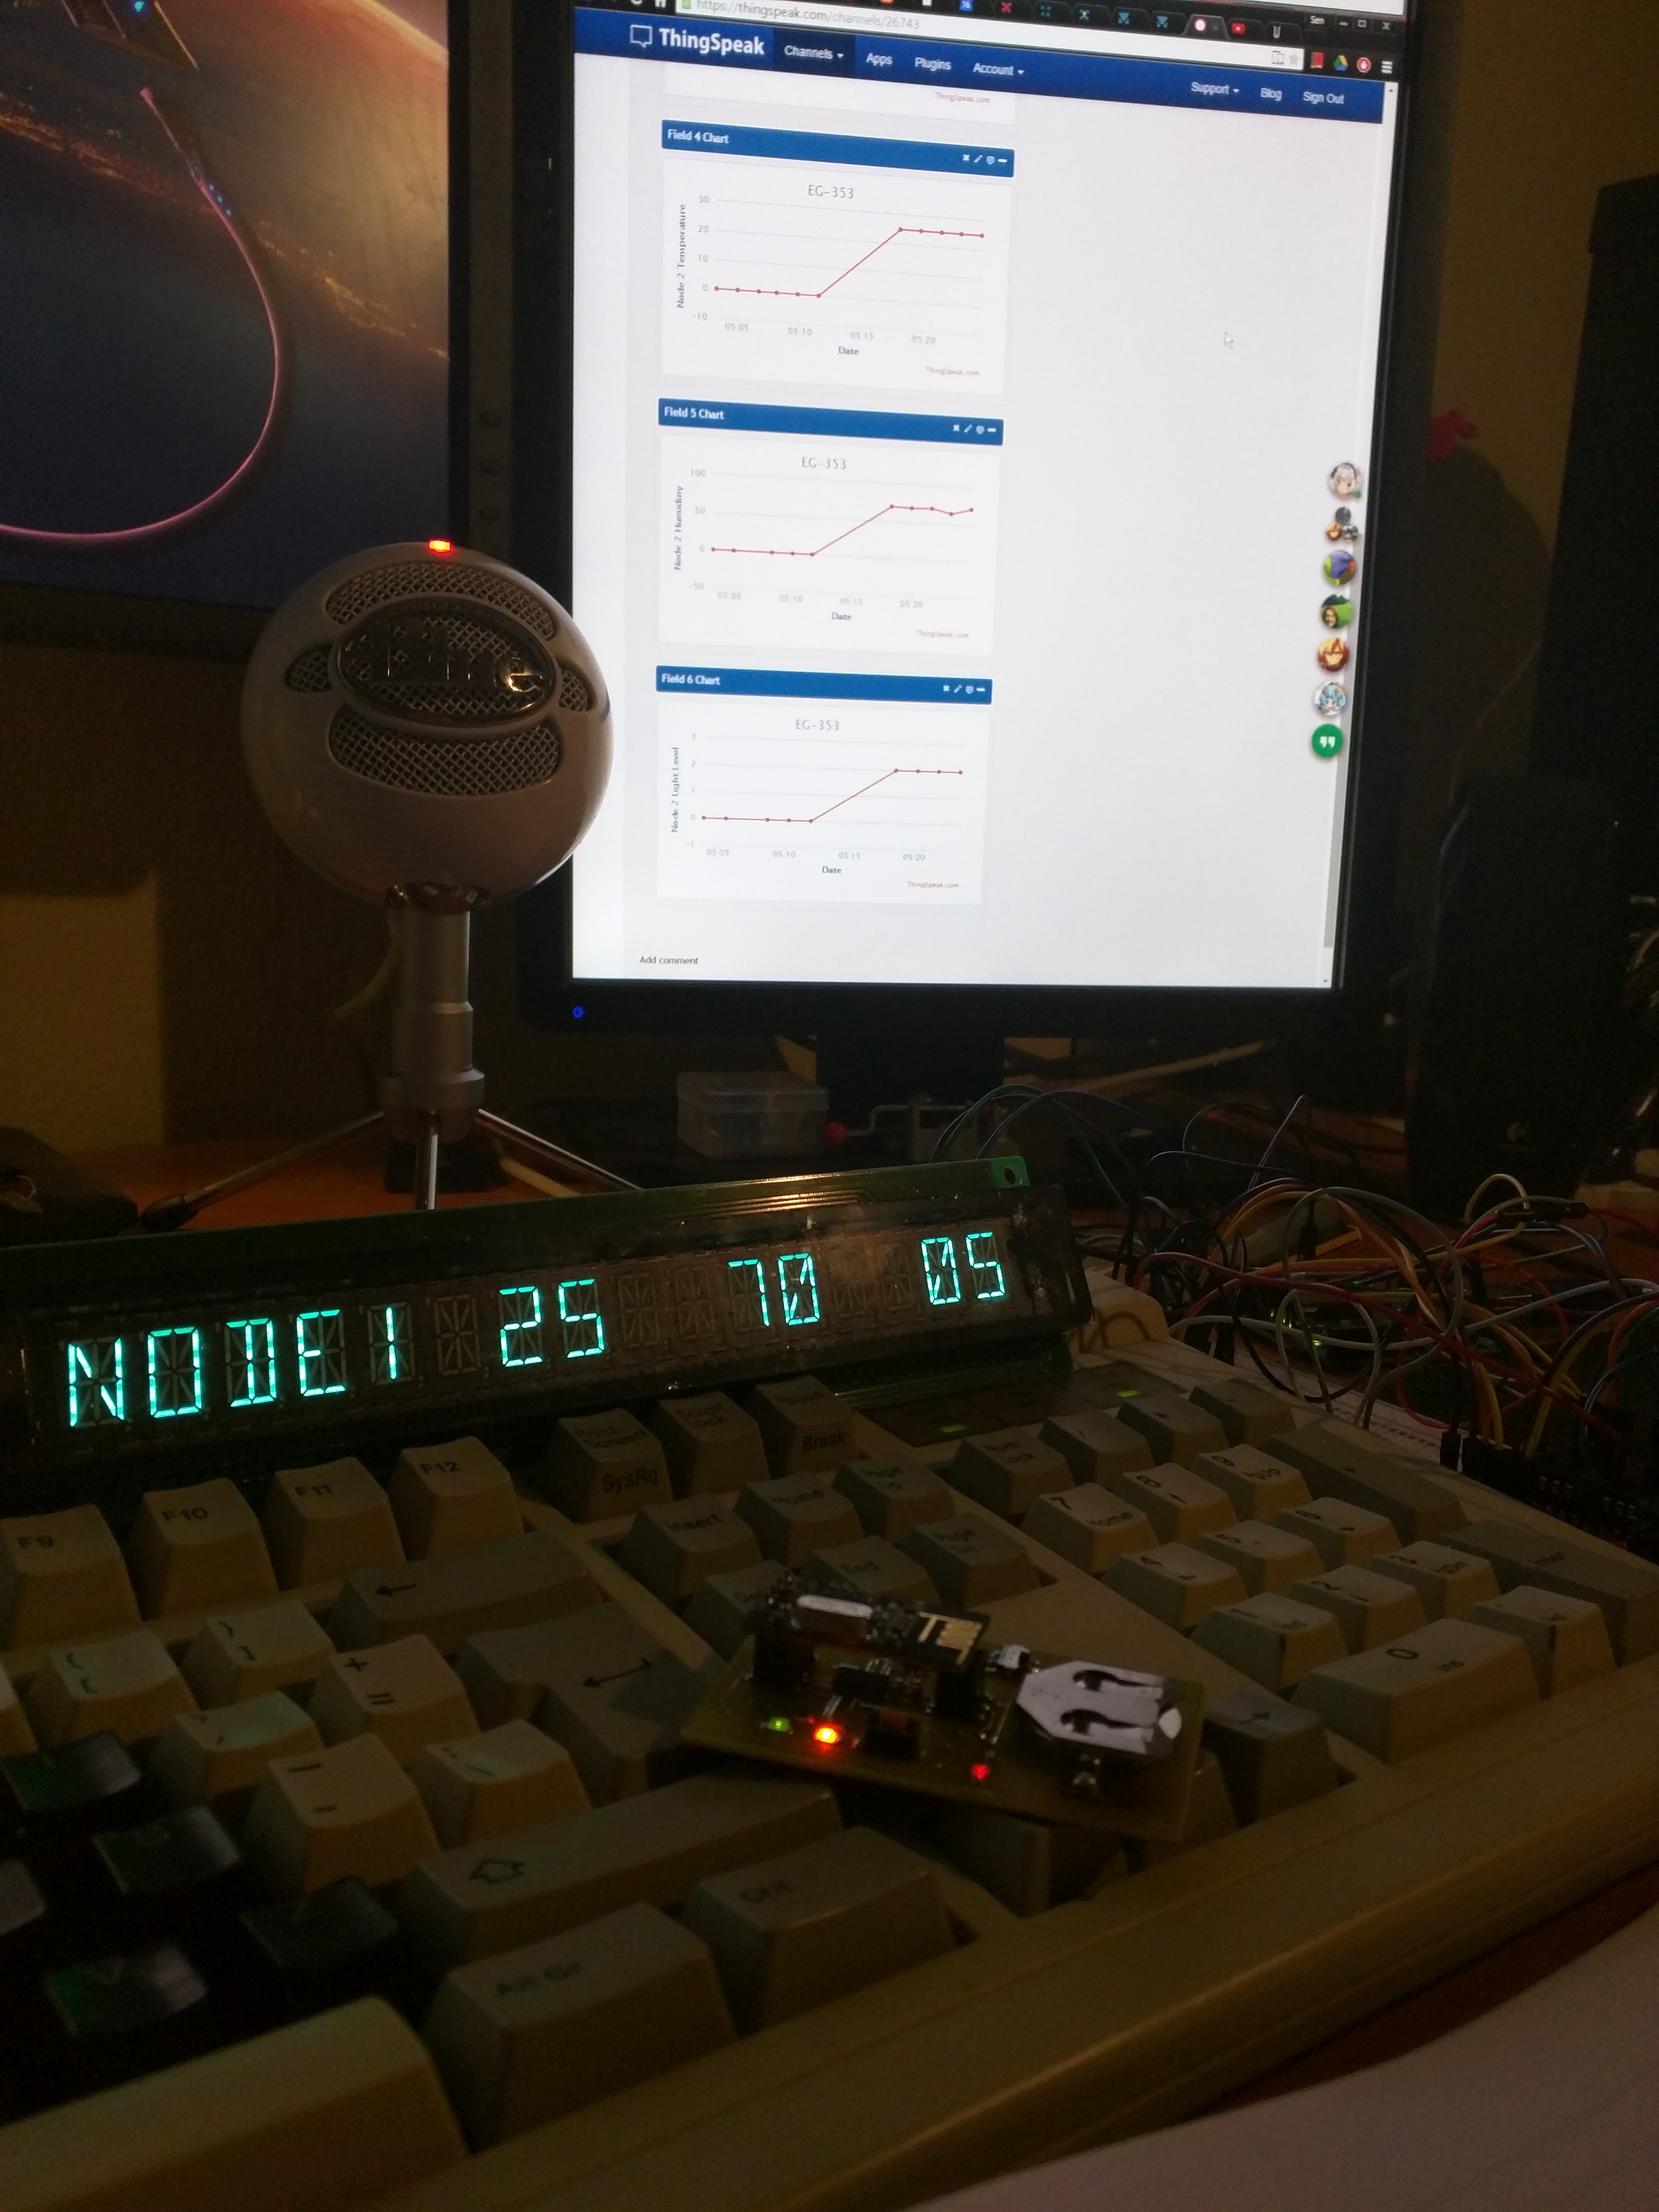 https://thingspeak.com/channels/26743
Sen
ThingSpeak Channels Apps Plugins Account Support Blog Sign Out
ThingSpeak.com
Field 4 Chart
EG-353
Node 2 Temperature
30
20
10
0
-10
05:05 05:10 05:15 05:20
Date
ThingSpeak.com
Field 5 Chart
EG-353
Node 2 Humidity
100
50
0
-50
05:05 05:10 05:15 05:20
Date
ThingSpeak.com
Field 6 Chart
EG-353
Node 2 Light Level
3
2
1
0
-1
05:05 05:10 05:15 05:20
Date
ThingSpeak.com
Add comment
Blue
NODE1 25 70 05
F9 F10 F11 F12
Print Screen SysRq
Scroll Lock
Break
Insert Home Page Up
End Page
Num Lock / *
7 Home 8 9 PgUp +
4 5 6
1 2 3
0 Ins
Ctrl
Alt Gr